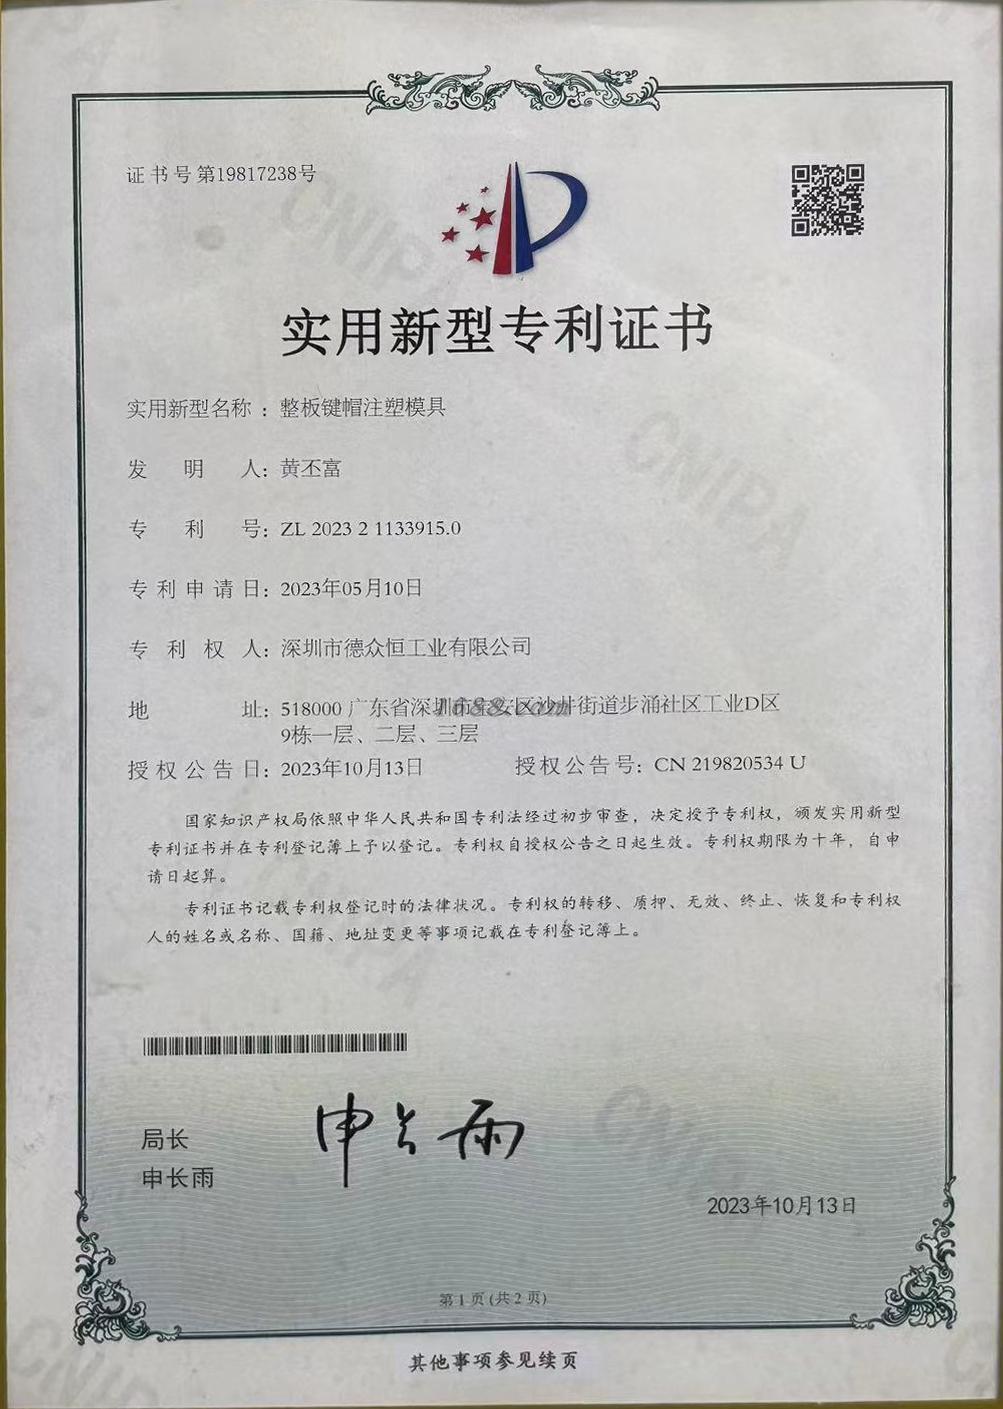 证书号第19817238号
实用新型专利证书
实用新型名称：整板键帽注塑模具
发明人：黄丕富
专利号：ZL 2023 2 1133915.0
专利申请日：2023年05月10日
专利权人：深圳市德众恒工业有限公司
地址：518000 广东省深圳市宝安区沙井街道步涌社区工业D区
9栋一层、二层、三层
1688.com
授权公告日：2023年10月13日 授权公告号：CN 219820534 U
国家知识产权局依照中华人民共和国专利法经过初步审查，决定授予专利权，颁发实用新型
专利证书并在专利登记簿上予以登记。专利权自授权公告之日起生效。专利权期限为十年，自申
请日起算。
专利证书记载专利权登记时的法律状况。专利权的转移、质押、无效、终止、恢复和专利权
人的姓名或名称、国籍、地址变更等事项记载在专利登记簿上。
局长
申长雨
申长雨
2023年10月13日
第1页(共2页)
其他事项参见续页
CNIPA
CNIPA
CNIPA
CNIPA
CNIPA